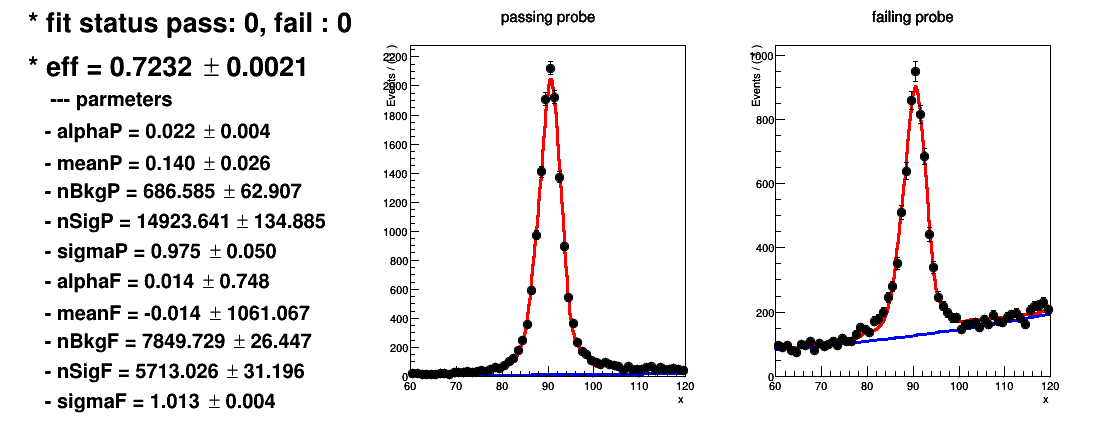 * fit status pass: 0, fail : 0
* eff = 0.7232 ± 0.0021
--- parmeters
- alphaP = 0.022 ± 0.004
- meanP = 0.140 ± 0.026
- nBkgP = 686.585 ± 62.907
- nSigP = 14923.641 ± 134.885
- sigmaP = 0.975 ± 0.050
- alphaF = 0.014 ± 0.748
- meanF = -0.014 ± 1061.067
- nBkgF = 7849.729 ± 26.447
- nSigF = 5713.026 ± 31.196
- sigmaF = 1.013 ± 0.004
passing probe
Events /
2200
2000
1800
1600
1400
1200
1000
800
600
400
200
0
60 70 80 90 100 110 120
x
failing probe
Events /
1000
800
600
400
200
0
60 70 80 90 100 110 120
x